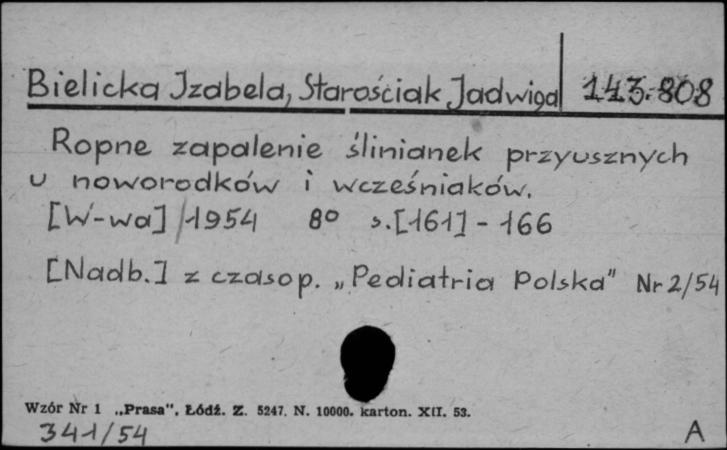 Bielicka Izabela, Starościak Jadwiga 143.808
Ropne zapalenie ślinianek przyusznych
u noworodków i wcześniaków.
[W-wa] 1954 8° s.[161] - 166
[Nadb.] z czasop. „Pediatria Polska" Nr 2/54
Wzór Nr 1 „Prasa", Łódź. Z. 5247. N. 10000. karton. XII. 53.
341/54 A